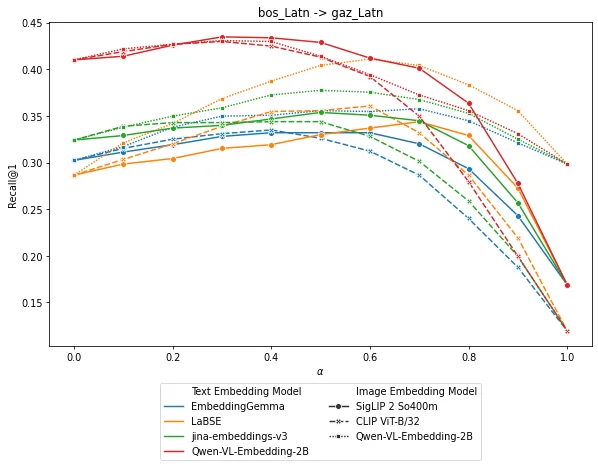 bos_Latn -> gaz_Latn
0.45
0.40
0.35
0.30
0.25
0.20
0.15
Recall@1
0.0 0.2 0.4 0.6 0.8 1.0
α
Text Embedding Model
EmbeddingGemma
LaBSE
jina-embeddings-v3
Qwen-VL-Embedding-2B
Image Embedding Model
SigLIP 2 So400m
CLIP ViT-B/32
Qwen-VL-Embedding-2B